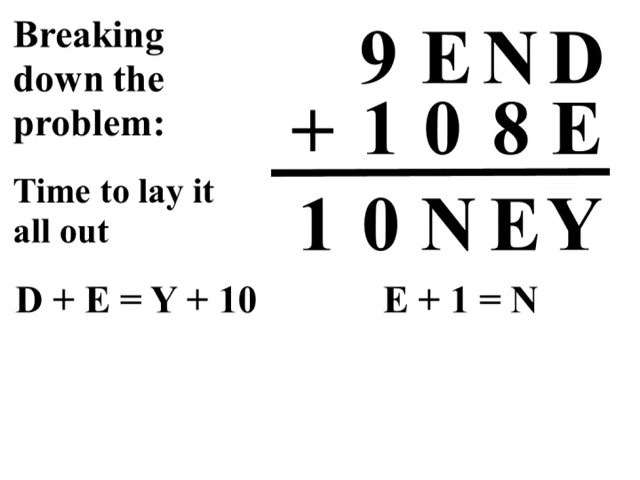 Breaking
down the
problem:
Time to lay it
all out
9 E N D
+ 1 0 8 E
1 0 N E Y
D + E = Y + 10
E + 1 = N